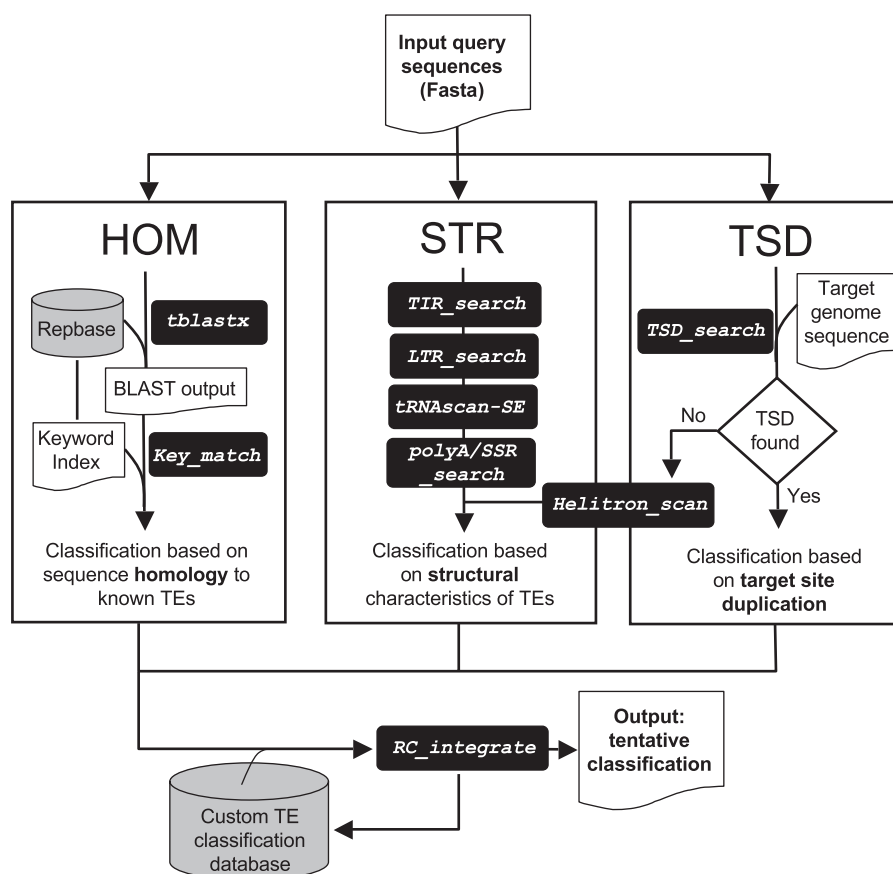 Input query
sequences
(Fasta)
HOM
Repbase
tblastx
BLAST output
Keyword
Index
Key_match
Classification based on
sequence homology to
known TEs
STR
TIR_search
LTR_search
tRNAscan-SE
polyA/SSR
_search
Helitron_scan
Classification based
on structural
characteristics of TEs
TSD
TSD_search
Target
genome
sequence
TSD
found
No
Yes
Classification based
on target site
duplication
RC_integrate
Output:
tentative
classification
Custom TE
classification
database